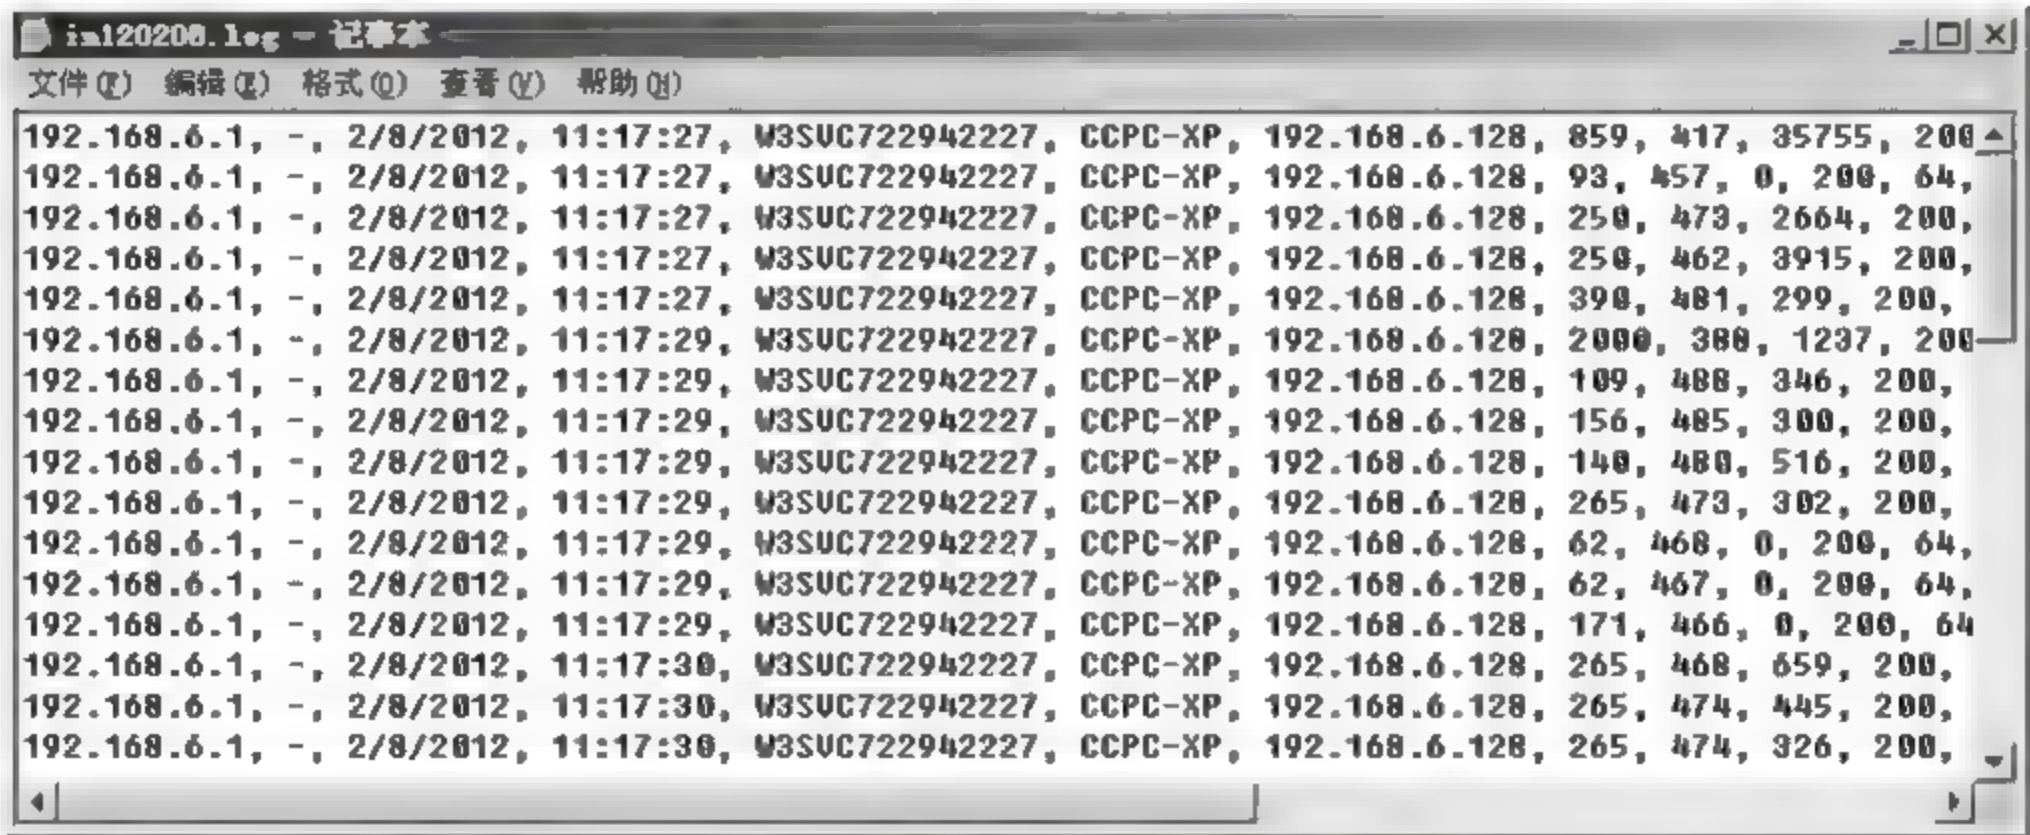 in120208.log - 记事本
文件(F) 编辑(E) 格式(O) 查看(V) 帮助(H)
192.168.6.1, -, 2/8/2012, 11:17:27, W3SVC722942227, CCPC-XP, 192.168.6.128, 859, 417, 35755, 200
192.168.6.1, -, 2/8/2012, 11:17:27, W3SVC722942227, CCPC-XP, 192.168.6.128, 93, 457, 0, 200, 64,
192.168.6.1, -, 2/8/2012, 11:17:27, W3SVC722942227, CCPC-XP, 192.168.6.128, 250, 473, 2664, 200,
192.168.6.1, -, 2/8/2012, 11:17:27, W3SVC722942227, CCPC-XP, 192.168.6.128, 250, 462, 3915, 200,
192.168.6.1, -, 2/8/2012, 11:17:27, W3SVC722942227, CCPC-XP, 192.168.6.128, 390, 481, 299, 200,
192.168.6.1, -, 2/8/2012, 11:17:29, W3SVC722942227, CCPC-XP, 192.168.6.128, 2000, 380, 1237, 200
192.168.6.1, -, 2/8/2012, 11:17:29, W3SVC722942227, CCPC-XP, 192.168.6.128, 109, 488, 346, 200,
192.168.6.1, -, 2/8/2012, 11:17:29, W3SVC722942227, CCPC-XP, 192.168.6.128, 156, 485, 300, 200,
192.168.6.1, -, 2/8/2012, 11:17:29, W3SVC722942227, CCPC-XP, 192.168.6.128, 140, 480, 516, 200,
192.168.6.1, -, 2/8/2012, 11:17:29, W3SVC722942227, CCPC-XP, 192.168.6.128, 265, 473, 302, 200,
192.168.6.1, -, 2/8/2012, 11:17:29, W3SVC722942227, CCPC-XP, 192.168.6.128, 62, 468, 0, 200, 64,
192.168.6.1, -, 2/8/2012, 11:17:29, W3SVC722942227, CCPC-XP, 192.168.6.128, 62, 467, 0, 200, 64,
192.168.6.1, -, 2/8/2012, 11:17:29, W3SVC722942227, CCPC-XP, 192.168.6.128, 171, 466, 0, 200, 64
192.168.6.1, -, 2/8/2012, 11:17:30, W3SVC722942227, CCPC-XP, 192.168.6.128, 265, 468, 659, 200,
192.168.6.1, -, 2/8/2012, 11:17:30, W3SVC722942227, CCPC-XP, 192.168.6.128, 265, 474, 445, 200,
192.168.6.1, -, 2/8/2012, 11:17:30, W3SVC722942227, CCPC-XP, 192.168.6.128, 265, 474, 326, 200,